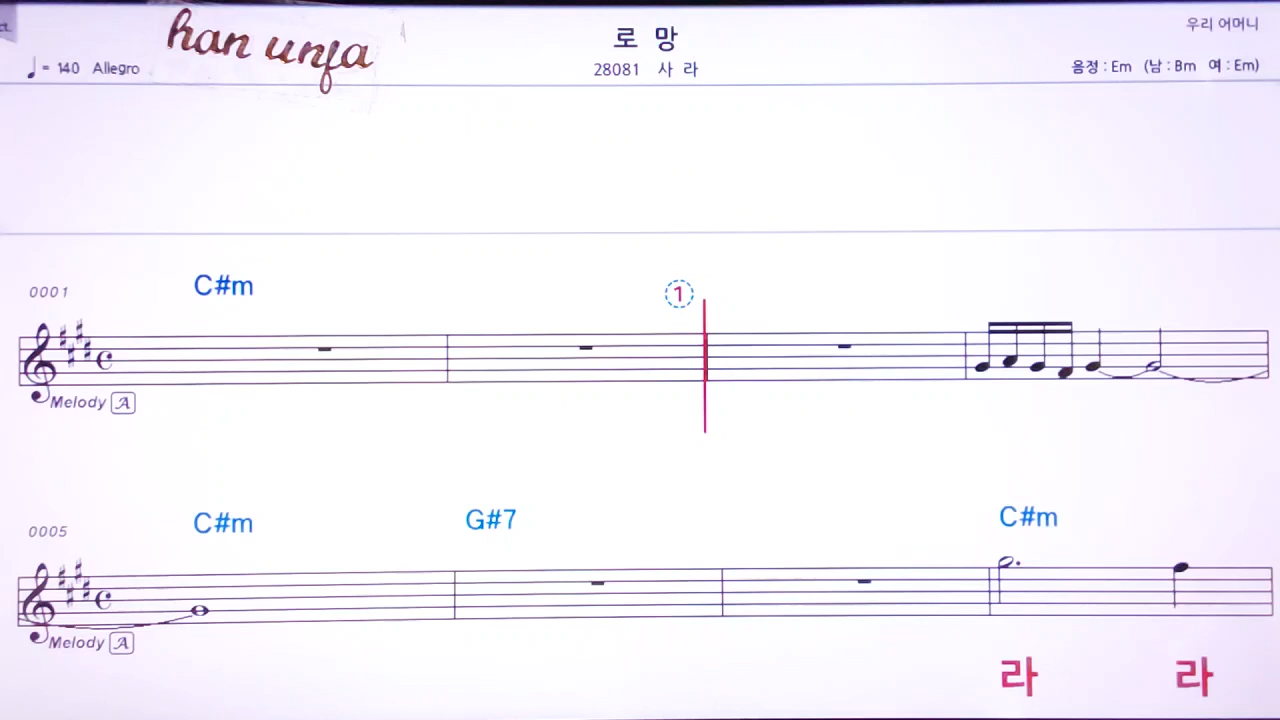 han unja
로 망
우리 어머니
♩= 140 Allegro
28081 사 라
음정 : Em (남 : Bm 여 : Em)
0001
C#m
1
Melody A
0005
C#m
G#7
C#m
Melody A
라 라